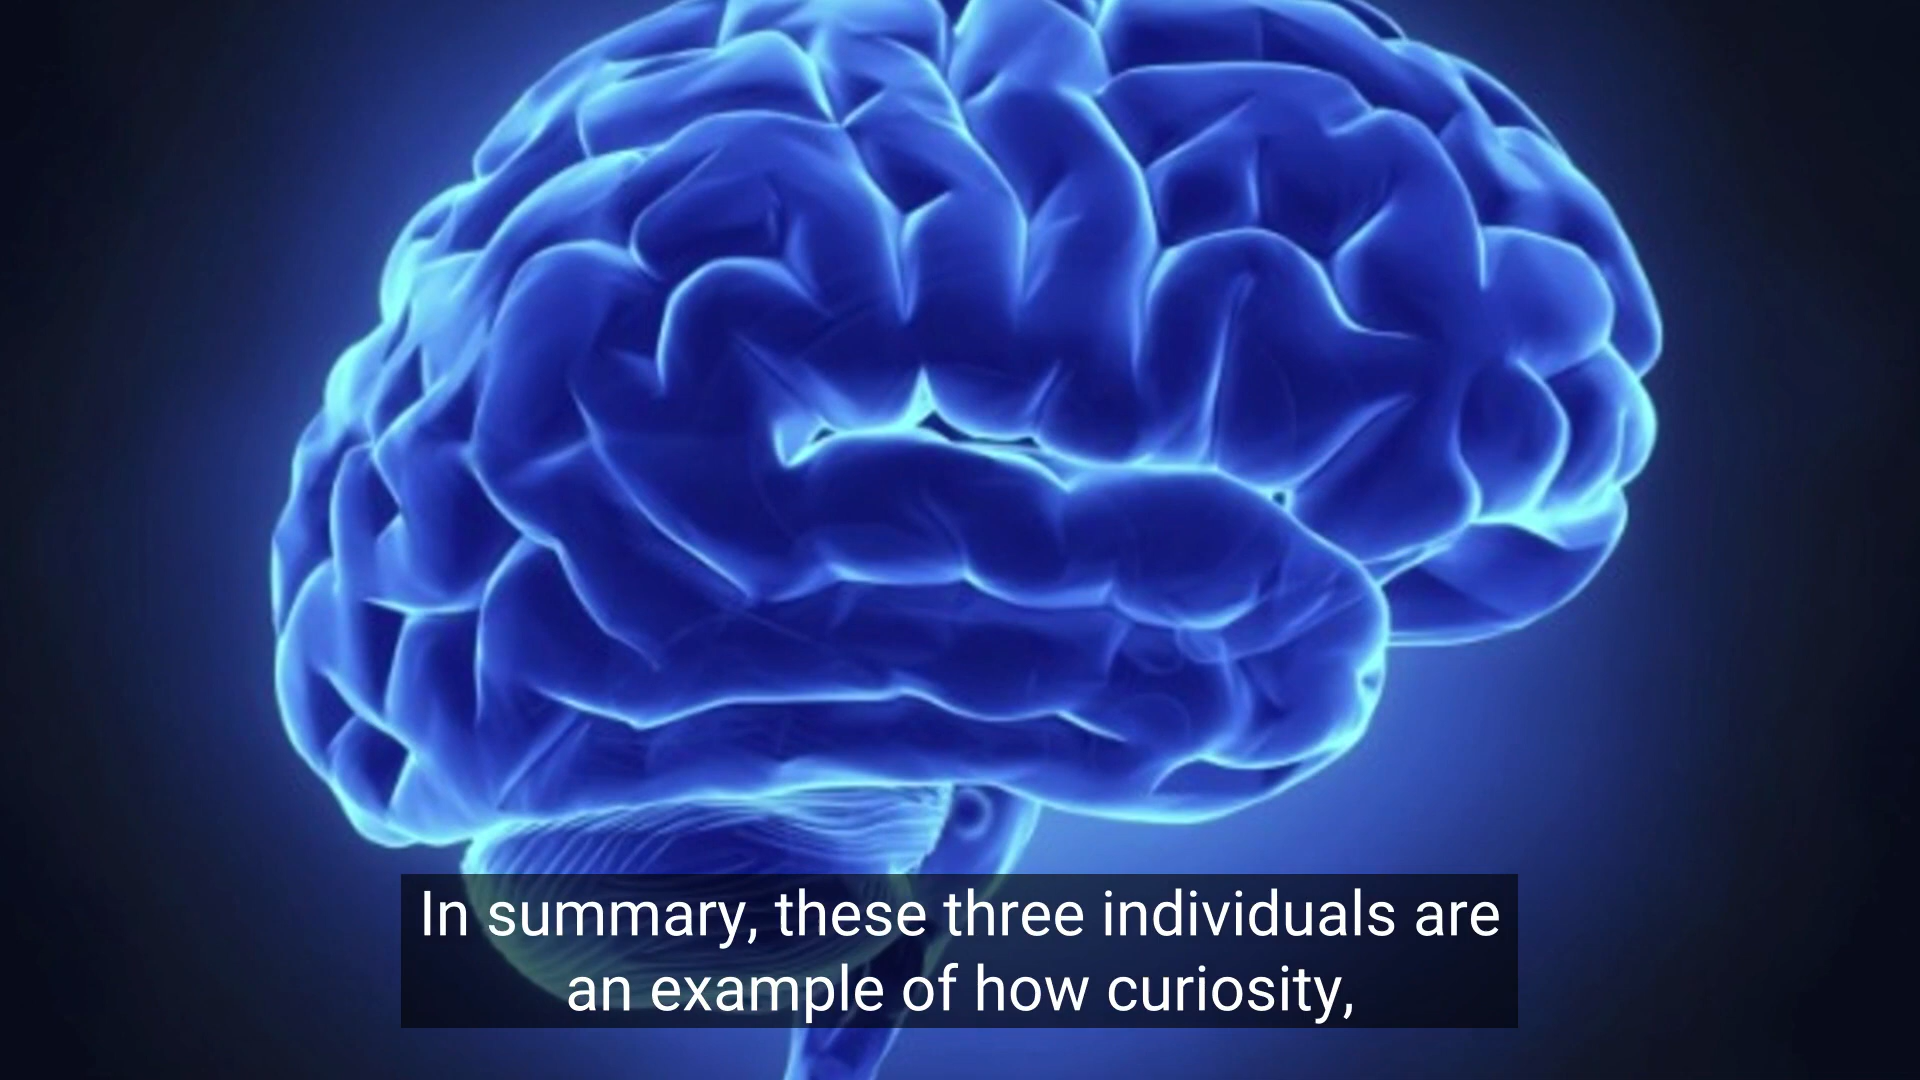 In summary, these three individuals are
an example of how curiosity,